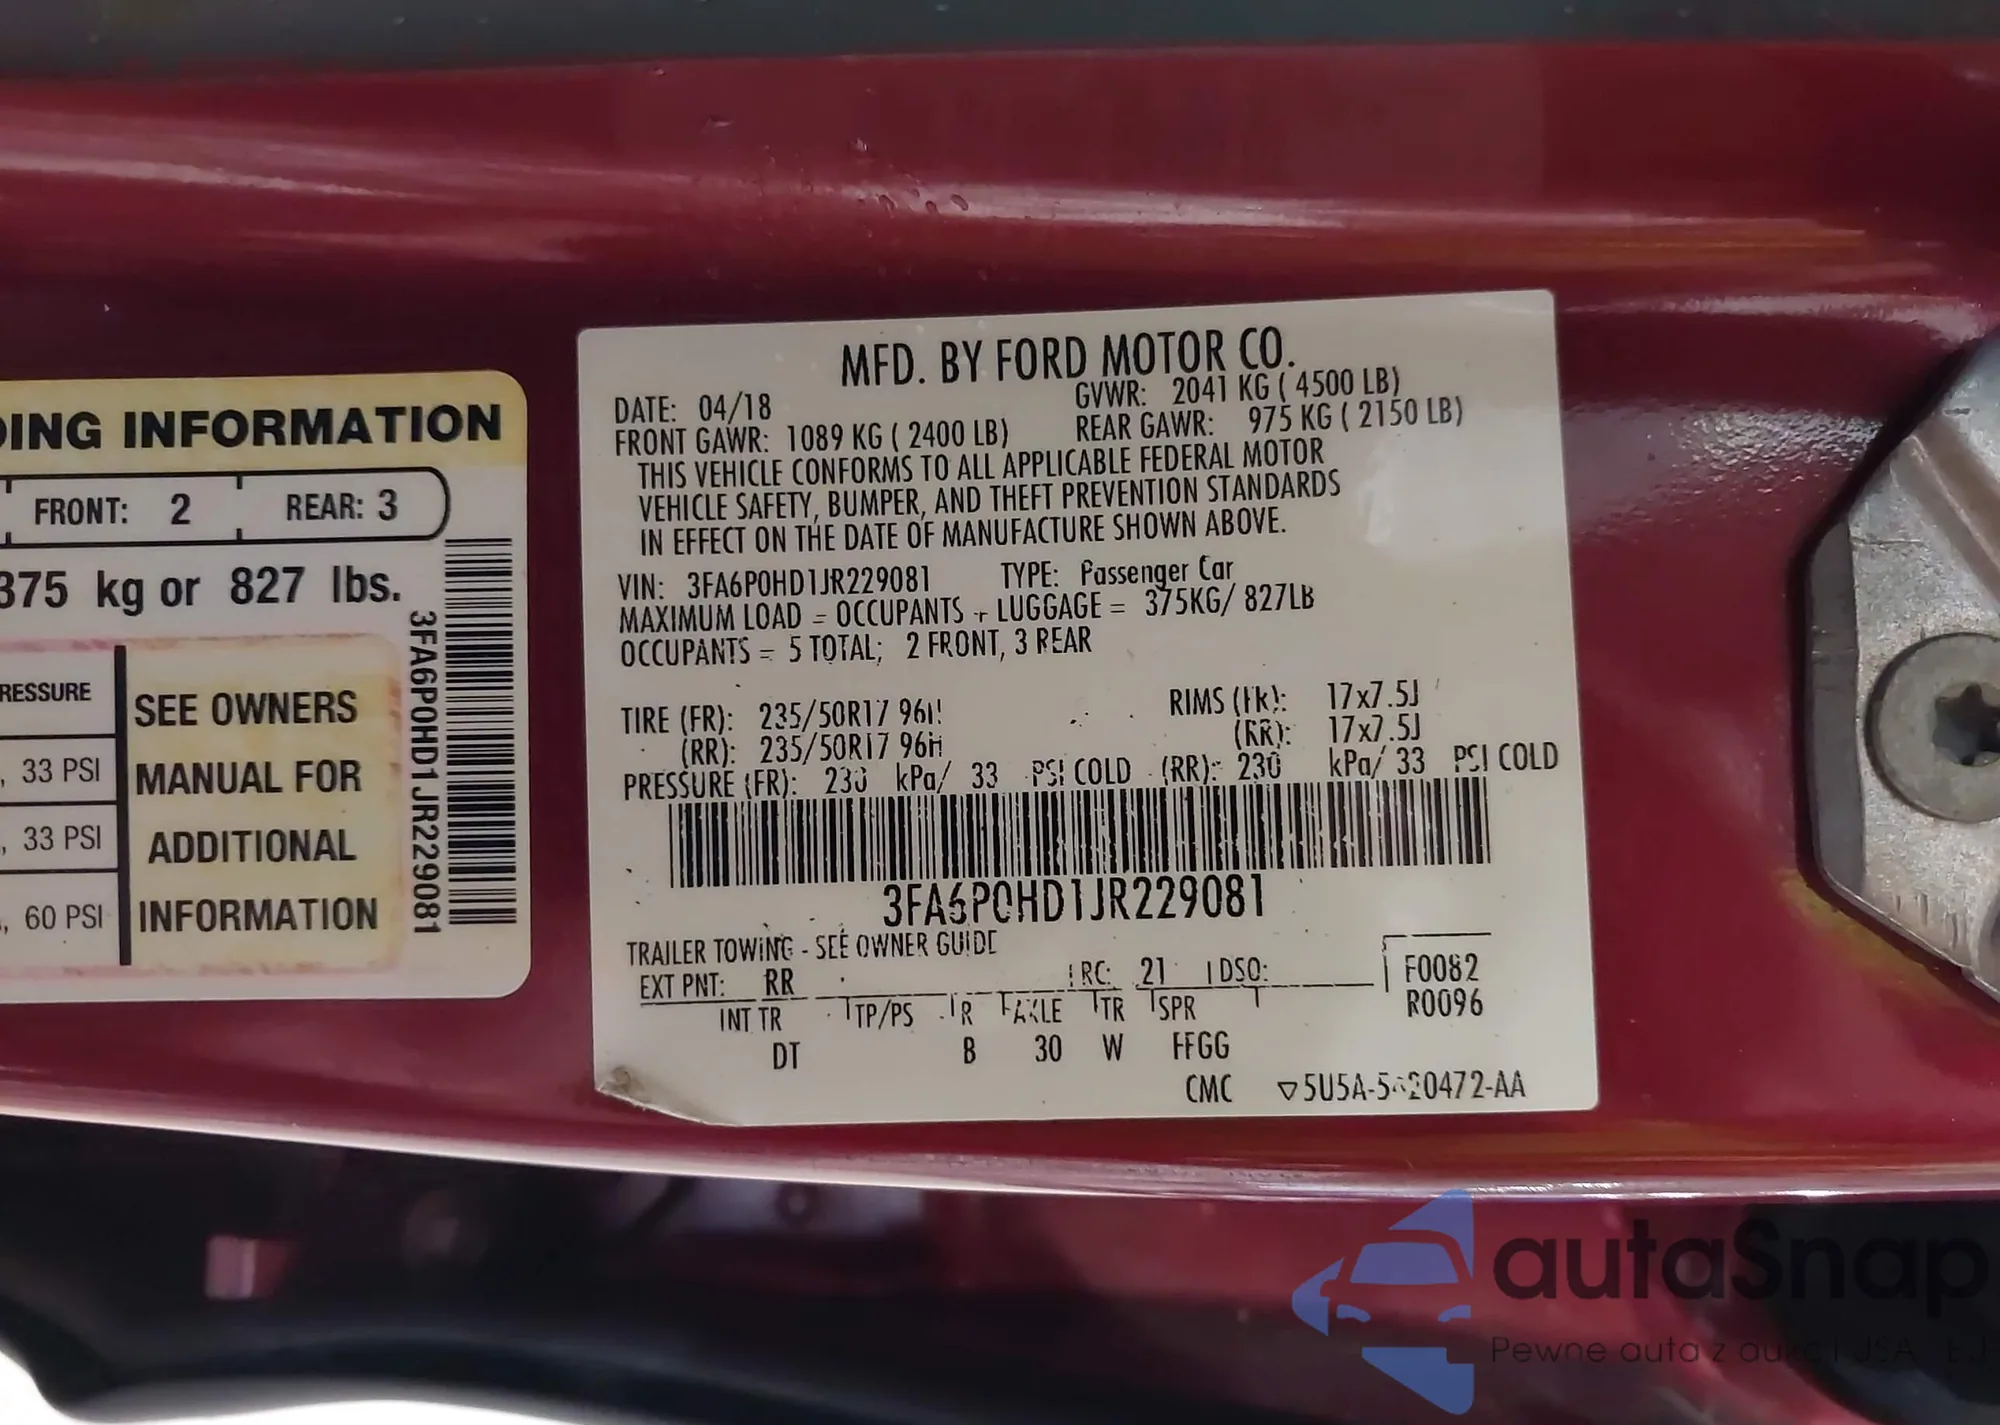 DING INFORMATION
FRONT: 2 REAR: 3
375 kg or 827 lbs.
RESSURE
, 33 PSI
, 33 PSI
, 60 PSI
SEE OWNERS
MANUAL FOR
ADDITIONAL
INFORMATION
3FA6P0HD1JR229081
MFD. BY FORD MOTOR CO.
DATE: 04/18 GVWR: 2041 KG ( 4500 LB)
FRONT GAWR: 1089 KG ( 2400 LB) REAR GAWR: 975 KG ( 2150 LB)
THIS VEHICLE CONFORMS TO ALL APPLICABLE FEDERAL MOTOR
VEHICLE SAFETY, BUMPER, AND THEFT PREVENTION STANDARDS
IN EFFECT ON THE DATE OF MANUFACTURE SHOWN ABOVE.
VIN: 3FA6P0HD1JR229081 TYPE: Passenger Car
MAXIMUM LOAD = OCCUPANTS + LUGGAGE = 375KG/ 827LB
OCCUPANTS = 5 TOTAL; 2 FRONT, 3 REAR
TIRE (FR): 235/50R17 96H RIMS (FR): 17x7.5J
(RR): 235/50R17 96H (RR): 17x7.5J
PRESSURE (FR): 230 kPa/ 33 PSI COLD (RR): 230 kPa/ 33 PSI COLD
3FA6P0HD1JR229081
TRAILER TOWING - SEE OWNER GUIDE
EXT PNT: RR RC: 21 DSO: F0082
INT TR TP/PS R AXLE TR SPR R0096
DT B 30 W FFGG
CMC ▽5U5A-5420472-AA
autaSnap
Pewne auta z